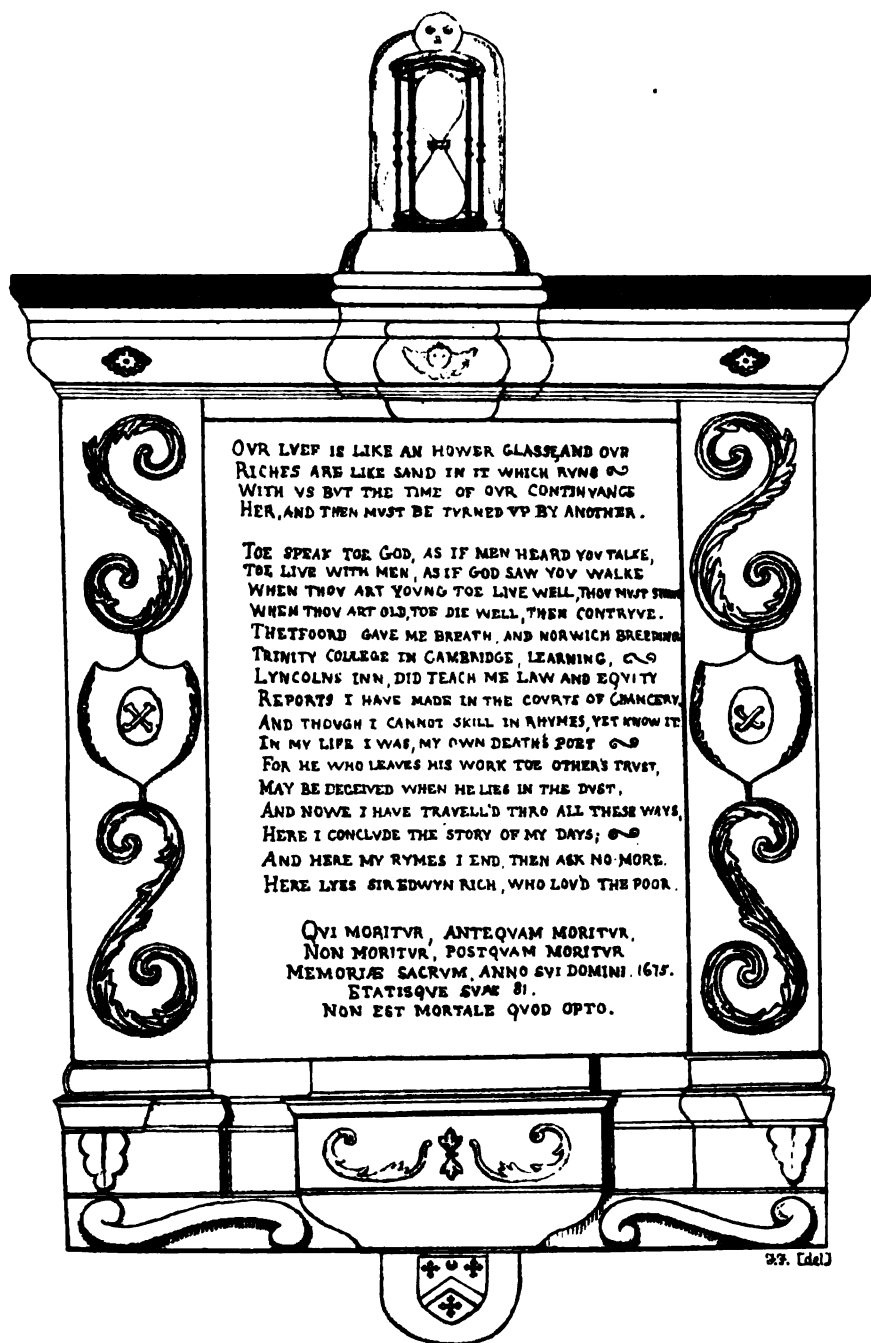 OVR LYEF IS LIKE AN HOWER GLASSE, AND OVR
RICHES ARE LIKE SAND IN IT WHICH RVNS
WITH VS BVT THE TIME OF OVR CONTINVANCE
HER, AND THEN MVST BE TVRNED VP BY ANOTHER.
TOE SPEAK TOE GOD, AS IF MEN HEARD YOV TALKE,
TOE LIVE WITH MEN, AS IF GOD SAW YOV WALKE
WHEN THOV ART YOVNG TOE LIVE WELL, THOV MVST
WHEN THOV ART OLD, TOE DIE WELL, THEN CONTRYVE.
THETFOORD GAVE ME BREATH, AND NORWICH BREEDING
TRINITY COLLEGE IN CAMBRIDGE, LEARNING,
LYNCOLNS INN, DID TEACH ME LAW AND EQVITY
REPORTS I HAVE MADE IN THE COVRTS OF CHANCERY,
AND THOVGH I CANNOT SKILL IN RHYMES, YET KNOW IT
IN MY LIFE I WAS, MY OWN DEATH'S POET
FOR HE WHO LEAVES HIS WORK TOE OTHER'S TRVST,
MAY BE DECEIVED WHEN HE LIES IN THE DVST,
AND NOWE I HAVE TRAVELL'D THRO ALL THESE WAYS,
HERE I CONCLVDE THE STORY OF MY DAYS;
AND HERE MY RYMES I END, THEN ASK NO MORE.
HERE LYES SIR EDWYN RICH, WHO LOV'D THE POOR.
QVI MORITVR, ANTEQVAM MORITVR,
NON MORITVR, POSTQVAM MORITVR
MEMORIÆ SACRVM, ANNO SVI DOMINI. 1675.
ETATISQVE SVAE 81.
NON EST MORTALE QVOD OPTO.
J.J. [del]